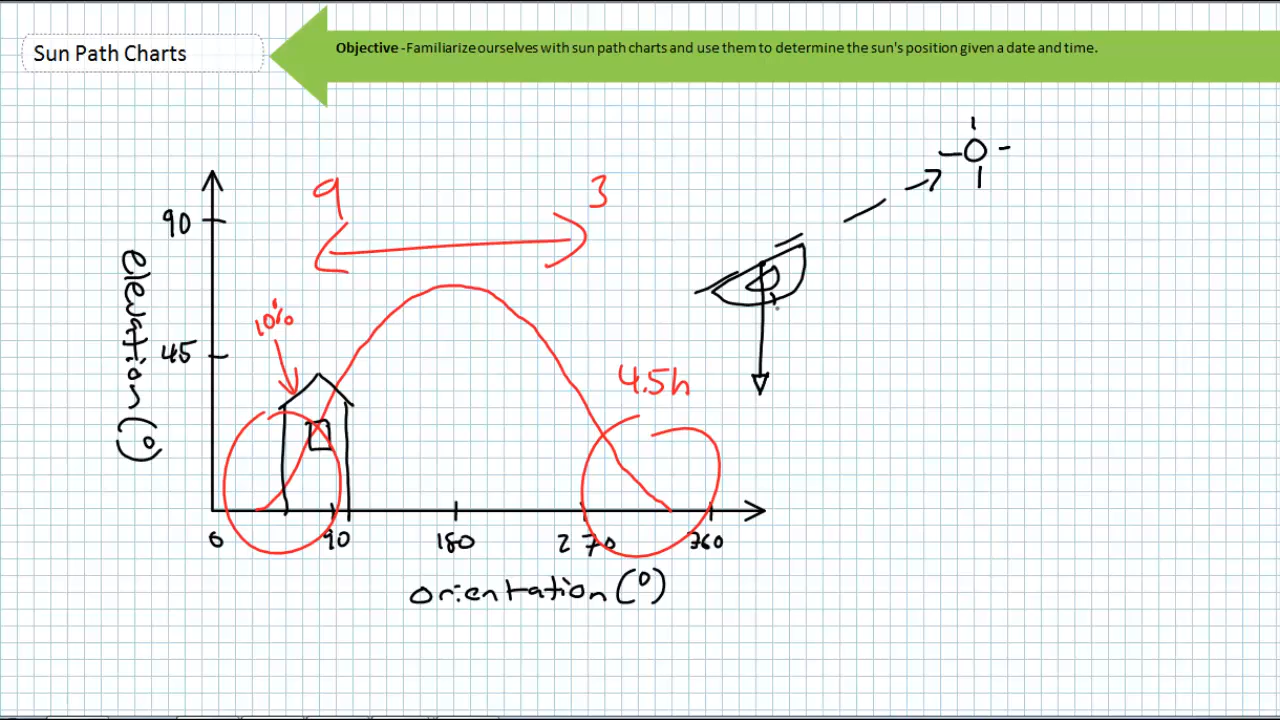 Sun Path Charts
Objective -Familiarize ourselves with sun path charts and use them to determine the sun's position given a date and time.
9
3
90
elevation (°)
10%
45
4.5h
0 90 180 270 360
orientation (°)